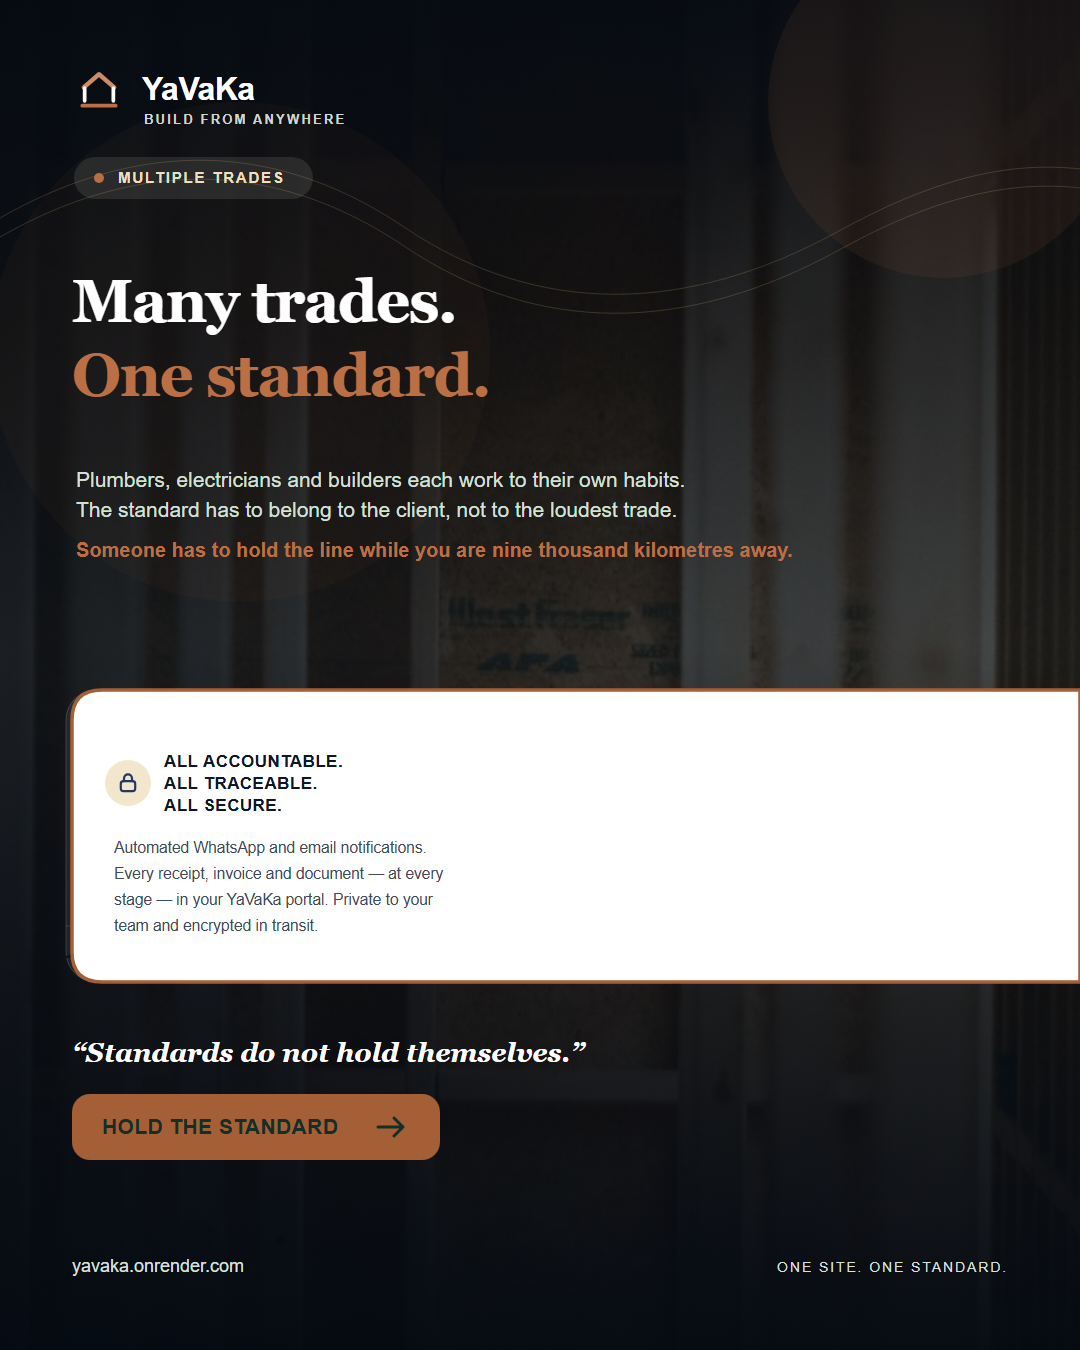 YaVaKa
BUILD FROM ANYWHERE
MULTIPLE TRADES
Many trades.
One standard.
Plumbers, electricians and builders each work to their own habits.
The standard has to belong to the client, not to the loudest trade.
Someone has to hold the line while you are nine thousand kilometres away.
West Fraser
APA
ALL ACCOUNTABLE.
ALL TRACEABLE.
ALL SECURE.
Automated WhatsApp and email notifications.
Every receipt, invoice and document — at every
stage — in your YaVaKa portal. Private to your
team and encrypted in transit.
“Standards do not hold themselves.”
HOLD THE STANDARD
yavaka.onrender.com
ONE SITE. ONE STANDARD.